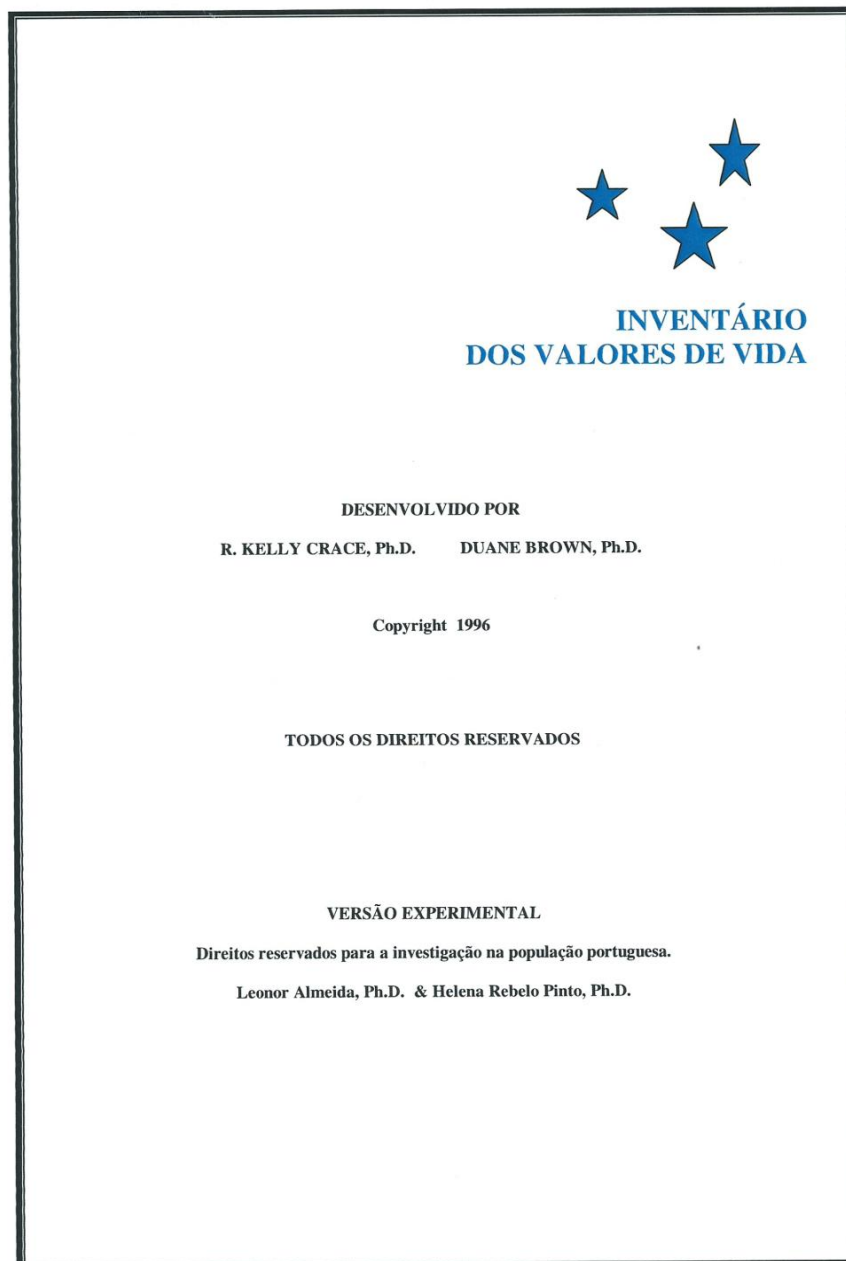 INVENTÁRIO
DOS VALORES DE VIDA
DESENVOLVIDO POR
R. KELLY CRACE, Ph.D. DUANE BROWN, Ph.D.
Copyright 1996
TODOS OS DIREITOS RESERVADOS
VERSÃO EXPERIMENTAL
Direitos reservados para a investigação na população portuguesa.
Leonor Almeida, Ph.D. & Helena Rebelo Pinto, Ph.D.